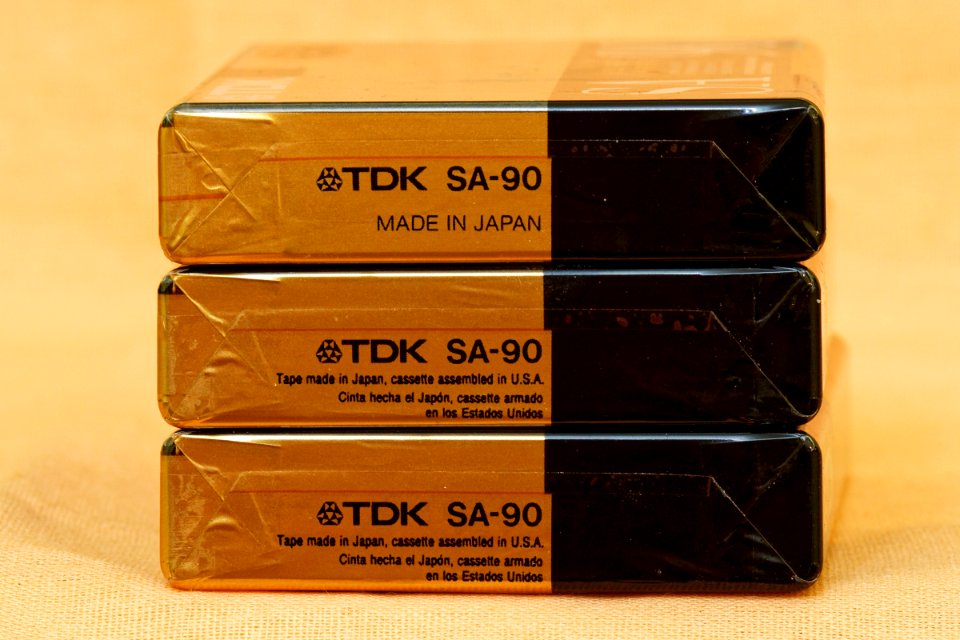 TDK SA-90
MADE IN JAPAN
TDK SA-90
Tape made in Japan, cassette assembled in U.S.A.
Cinta hecha el Japón, cassette armado
en los Estados Unidos
TDK SA-90
Tape made in Japan, cassette assembled in U.S.A.
Cinta hecha el Japón, cassette armado
en los Estados Unidos